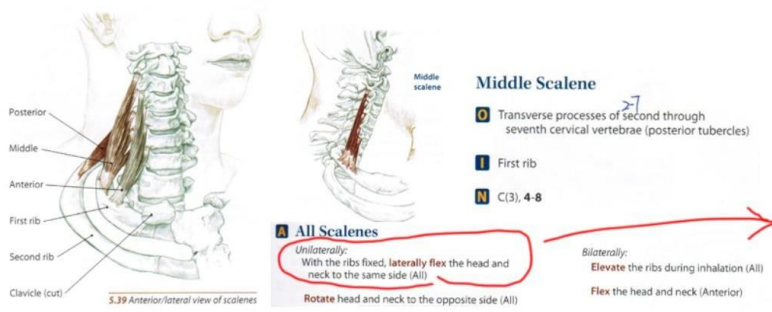 Posterior
Middle
Anterior
First rib
Second rib
Clavicle (cut)
5.39 Anterior/lateral view of scalenes
Middle
scalene
Middle Scalene
2-7
O Transverse processes of second through
seventh cervical vertebrae (posterior tubercles)
I First rib
N C(3), 4-8
A All Scalenes
Unilaterally:
With the ribs fixed, laterally flex the head and
neck to the same side (All)
Rotate head and neck to the opposite side (All)
Bilaterally:
Elevate the ribs during inhalation (All)
Flex the head and neck (Anterior)